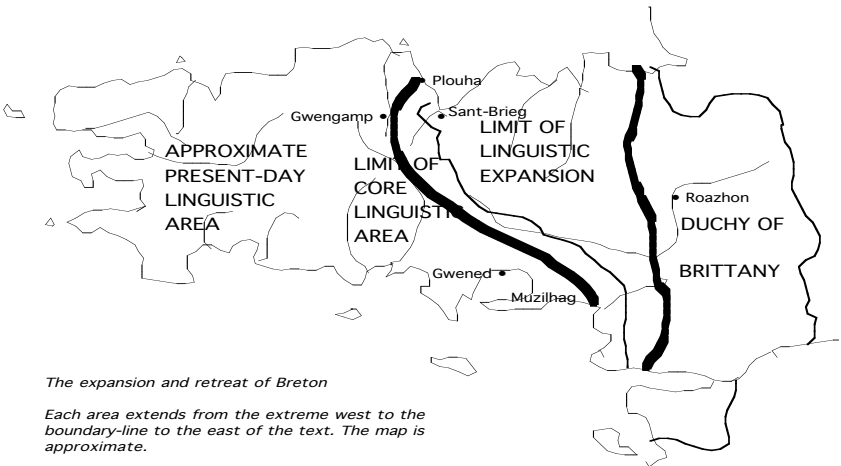 Plouha
Gwengamp
Sant-Brieg
LIMIT OF
LINGUISTIC
EXPANSION
APPROXIMATE
PRESENT-DAY
LINGUISTIC
AREA
LIMIT OF
CORE
LINGUISTIC
AREA
Roazhon
DUCHY OF
BRITTANY
Gwened
Muzilhag
The expansion and retreat of Breton
Each area extends from the extreme west to the
boundary-line to the east of the text. The map is
approximate.